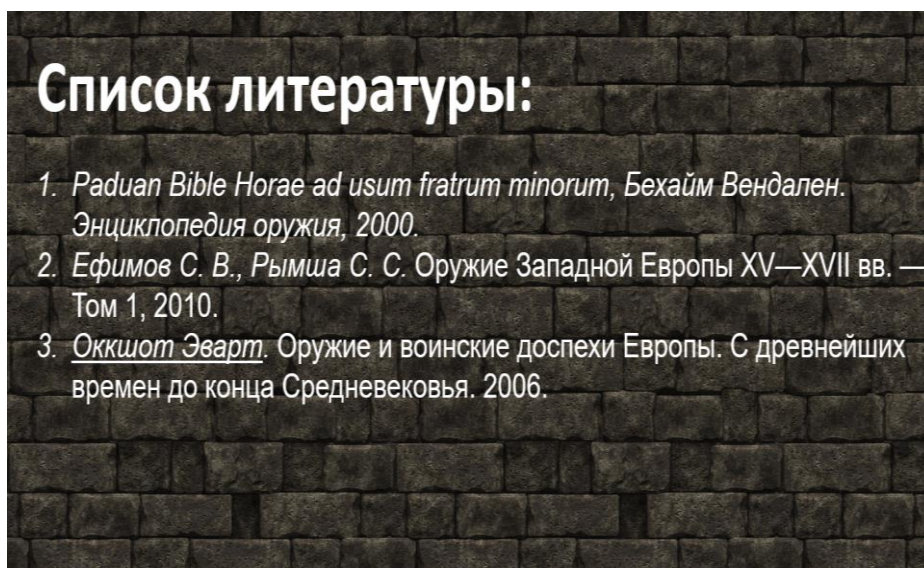 Список литературы:
1. Paduan Bible Horae ad usum fratrum minorum, Бехайм Вендален.
Энциклопедия оружия, 2000.
2. Ефимов С. В., Рымша С. С. Оружие Западной Европы XV—XVII вв. —
Том 1, 2010.
3. Оккшот Эварт. Оружие и воинские доспехи Европы. С древнейших
времен до конца Средневековья. 2006.